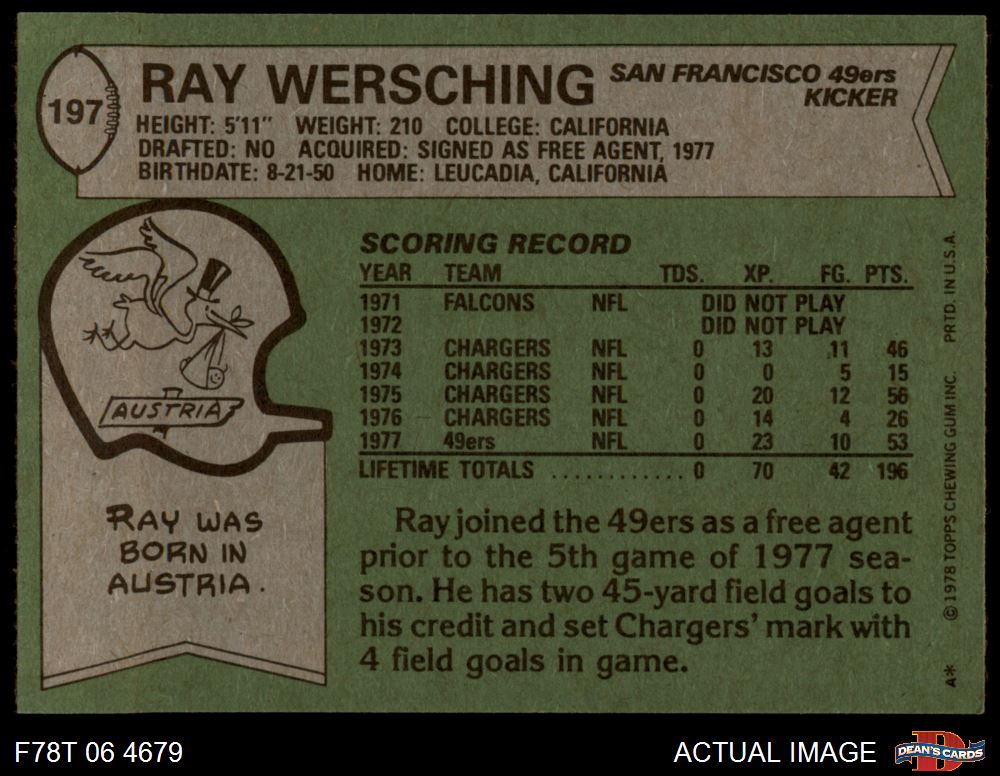 197
RAY WERSCHING
SAN FRANCISCO 49ers
KICKER
HEIGHT: 5'11" WEIGHT: 210 COLLEGE: CALIFORNIA
DRAFTED: NO ACQUIRED: SIGNED AS FREE AGENT, 1977
BIRTHDATE: 8-21-50 HOME: LEUCADIA, CALIFORNIA
AUSTRIA
RAY WAS
BORN IN
AUSTRIA.
SCORING RECORD
YEAR TEAM TDS. XP. FG. PTS.
1971 FALCONS NFL DID NOT PLAY
1972 DID NOT PLAY
1973 CHARGERS NFL 0 13 11 46
1974 CHARGERS NFL 0 0 5 15
1975 CHARGERS NFL 0 20 12 56
1976 CHARGERS NFL 0 14 4 26
1977 49ers NFL 0 23 10 53
LIFETIME TOTALS ............ 0 70 42 196
Ray joined the 49ers as a free agent
prior to the 5th game of 1977 sea-
son. He has two 45-yard field goals to
his credit and set Chargers' mark with
4 field goals in game.
A* © 1978 TOPPS CHEWING GUM INC. PRTD. IN U.S.A.
F78T 06 4679
ACTUAL IMAGE
DEAN'S CARDS